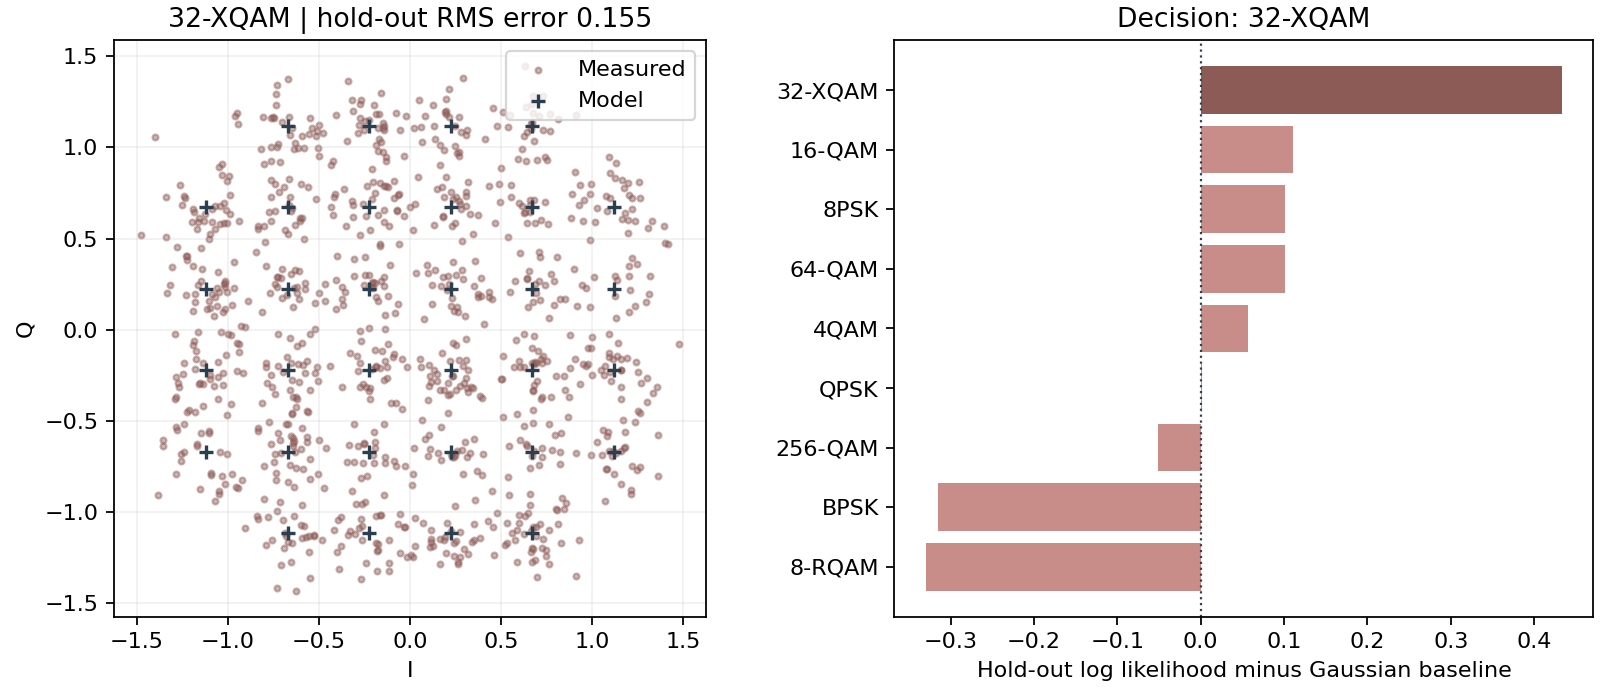 32-XQAM | hold-out RMS error 0.155
Measured
Model
1.5
1.0
0.5
0.0
−0.5
−1.0
−1.5
Q
−1.5
−1.0
−0.5
0.0
0.5
1.0
1.5
I
Decision: 32-XQAM
32-XQAM
16-QAM
8PSK
64-QAM
4QAM
QPSK
256-QAM
BPSK
8-RQAM
−0.3
−0.2
−0.1
0.0
0.1
0.2
0.3
0.4
Hold-out log likelihood minus Gaussian baseline